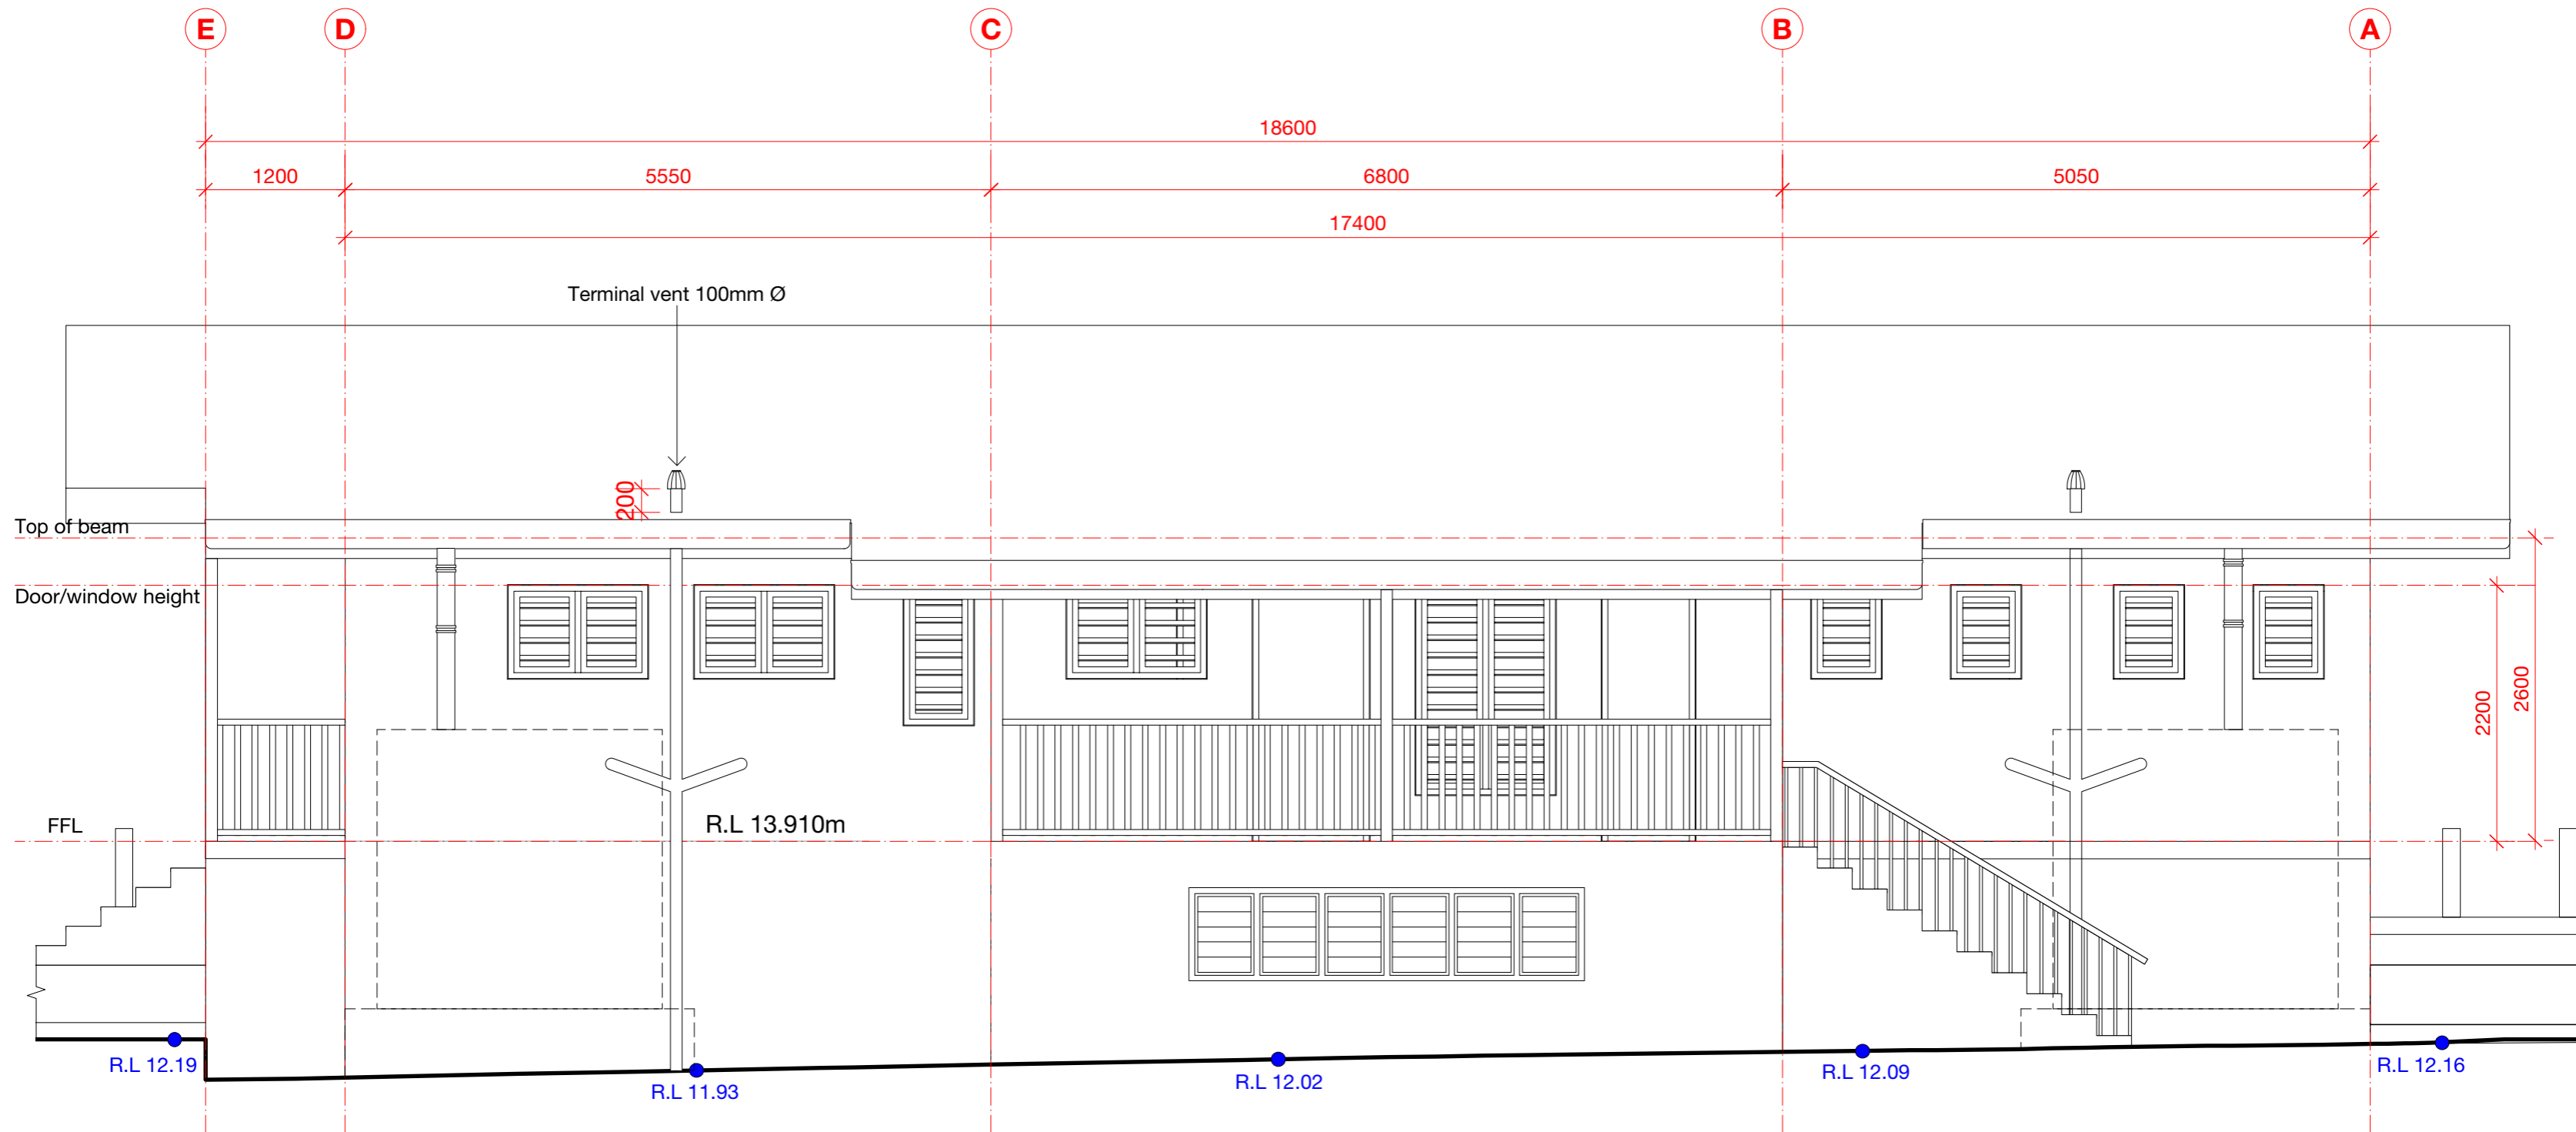 E
D
C
B
A
18600
1200
5550
6800
5050
17400
Terminal vent 100mm Ø
200
Top of beam
Door/window height
2200
2600
FFL
R.L 13.910m
R.L 12.19
R.L 11.93
R.L 12.02
R.L 12.09
R.L 12.16